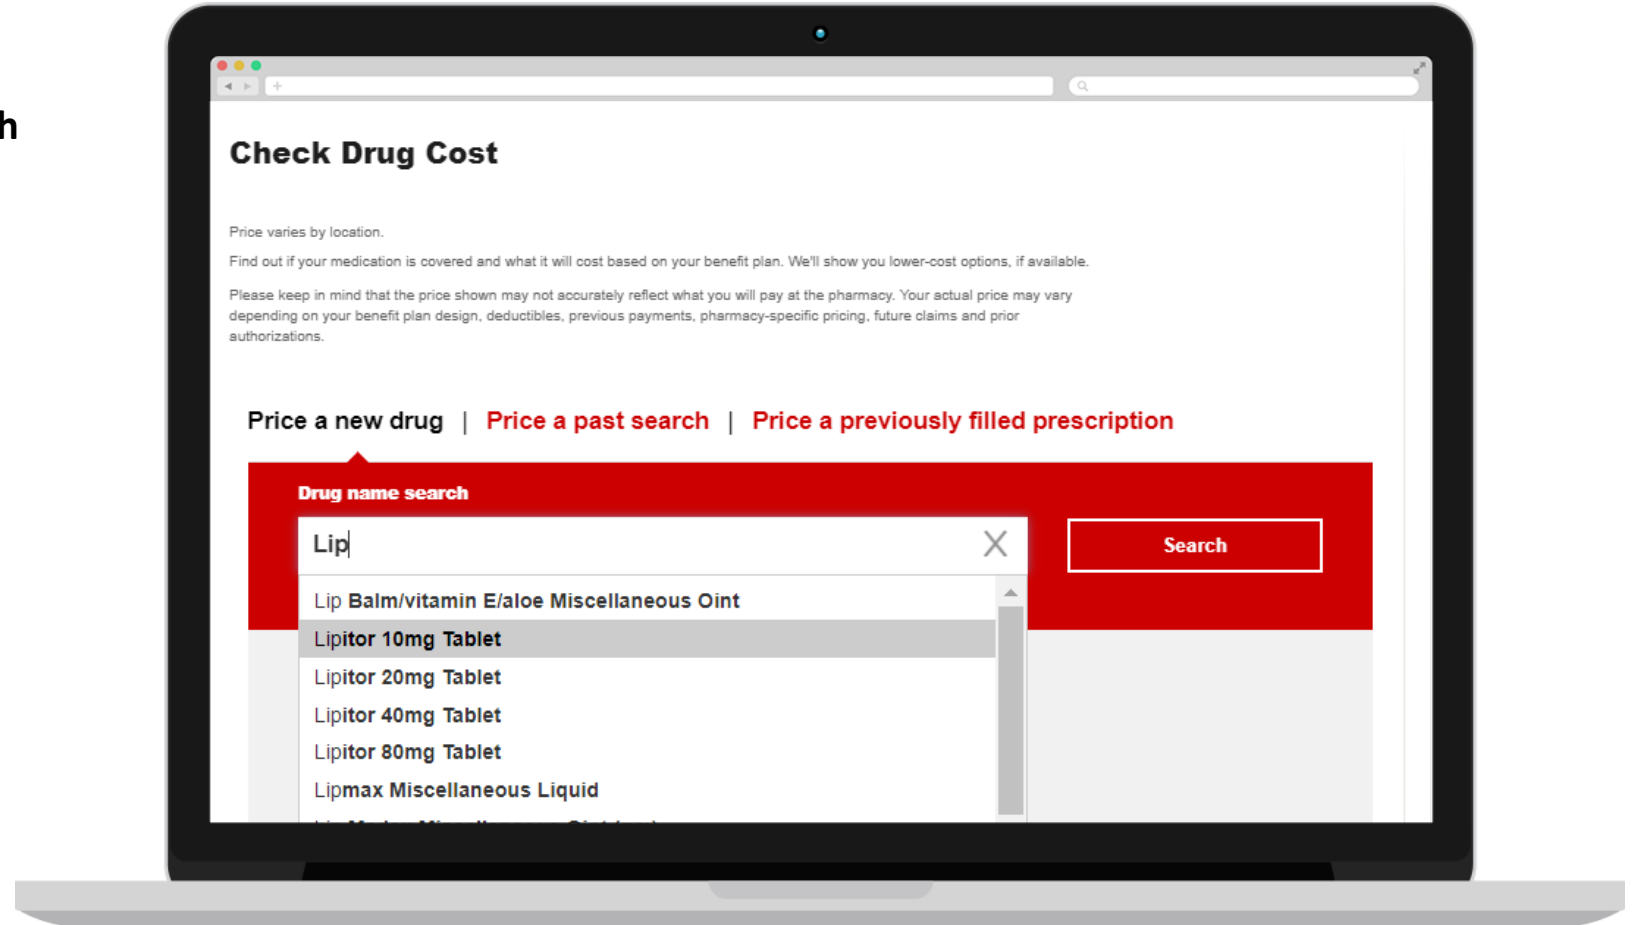 h
Check Drug Cost
Price varies by location.
Find out if your medication is covered and what it will cost based on your benefit plan. We'll show you lower-cost options, if available.
Please keep in mind that the price shown may not accurately reflect what you will pay at the pharmacy. Your actual price may vary
depending on your benefit plan design, deductibles, previous payments, pharmacy-specific pricing, future claims and prior
authorizations.
Price a new drug | Price a past search | Price a previously filled prescription
Drug name search
Lip X Search
Lip Balm/vitamin E/aloe Miscellaneous Oint
Lipitor 10mg Tablet
Lipitor 20mg Tablet
Lipitor 40mg Tablet
Lipitor 80mg Tablet
Lipmax Miscellaneous Liquid